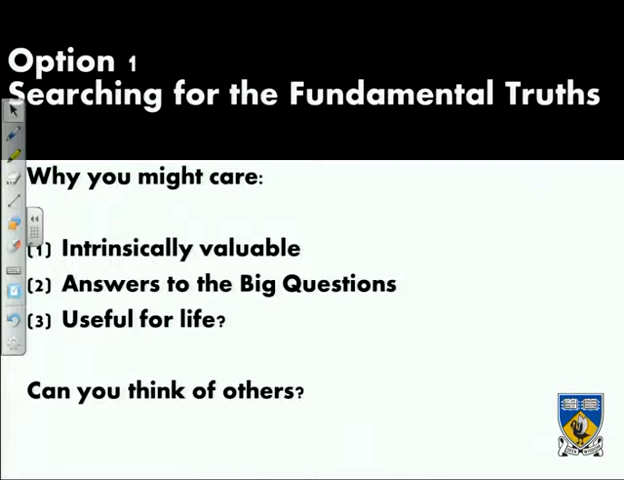 Option 1
Searching for the Fundamental Truths
Why you might care:
(1) Intrinsically valuable
(2) Answers to the Big Questions
(3) Useful for life?
Can you think of others?